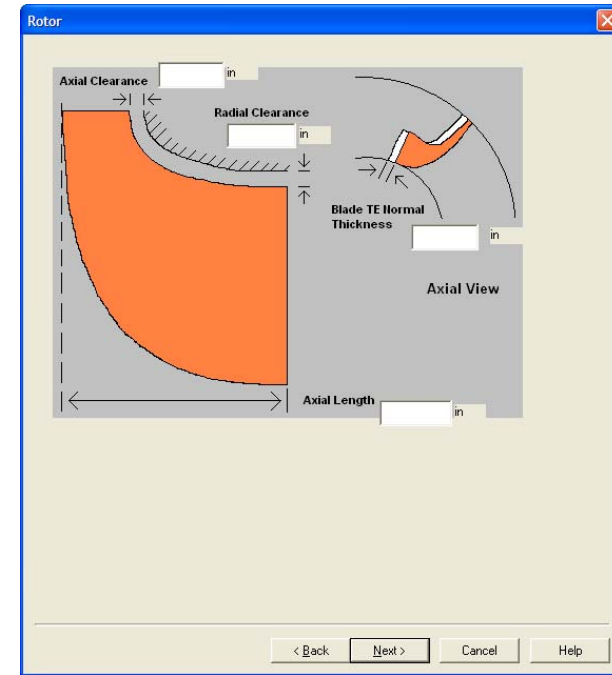 Rotor
Axial Clearance
in
Radial Clearance
in
Blade TE Normal
Thickness
in
Axial View
Axial Length
in
< Back
Next >
Cancel
Help